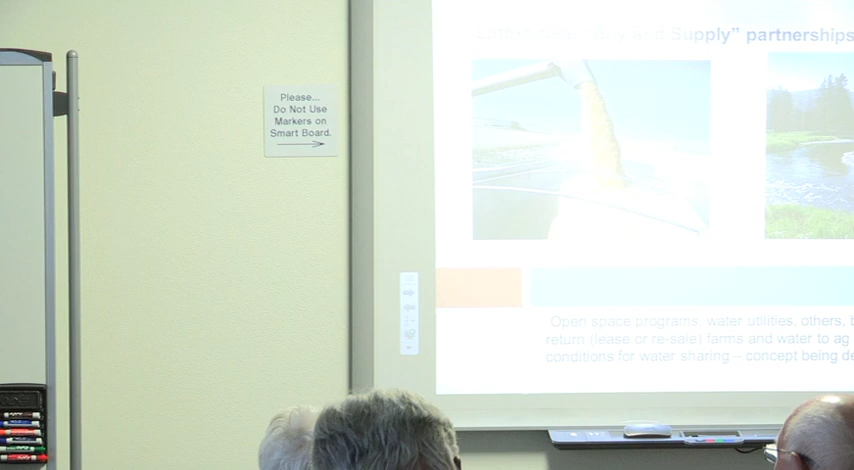 Please...
Do Not Use
Markers on
Smart Board.
and Supply" partnerships
Open space programs, water utilities, others,
return (lease or re-sale) farms and water to ag
conditions for water sharing – concept being